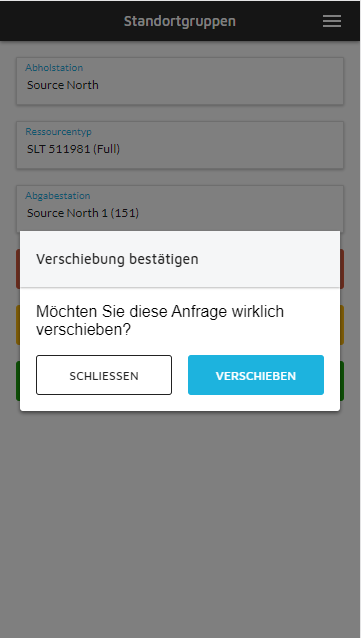 Standortgruppen
Abholstation
Source North
Ressourcentyp
SLT 511981 (Full)
Abgabestation
Source North 1 (151)
Verschiebung bestätigen
Möchten Sie diese Anfrage wirklich
verschieben?
SCHLIESSEN
VERSCHIEBEN